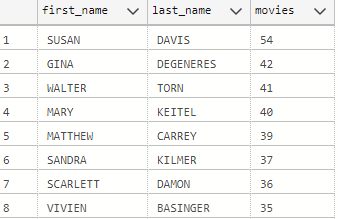 first_name last_name movies
1 SUSAN DAVIS 54
2 GINA DEGENERES 42
3 WALTER TORN 41
4 MARY KEITEL 40
5 MATTHEW CARREY 39
6 SANDRA KILMER 37
7 SCARLETT DAMON 36
8 VIVIEN BASINGER 35